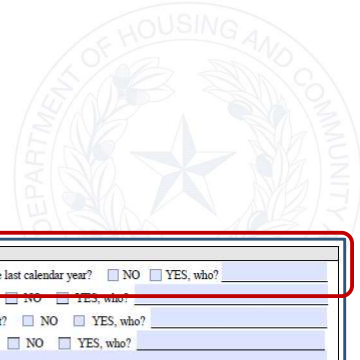 DEPARTMENT OF HOUSING AND COMMUNITY
last calendar year? NO YES, who?
NO YES, who?
? NO YES, who?
NO YES, who?